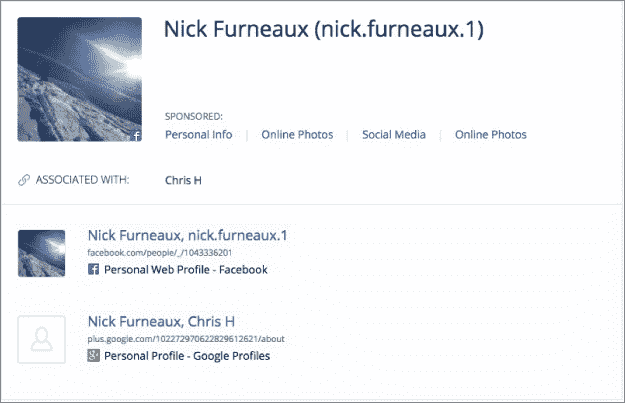 Nick Furneaux (nick.furneaux.1)
SPONSORED:
Personal Info | Online Photos | Social Media | Online Photos
ASSOCIATED WITH: Chris H
Nick Furneaux, nick.furneaux.1
facebook.com/people/_/1043336201
Personal Web Profile - Facebook
Nick Furneaux, Chris H
plus.google.com/102272970622829612621/about
Personal Profile - Google Profiles